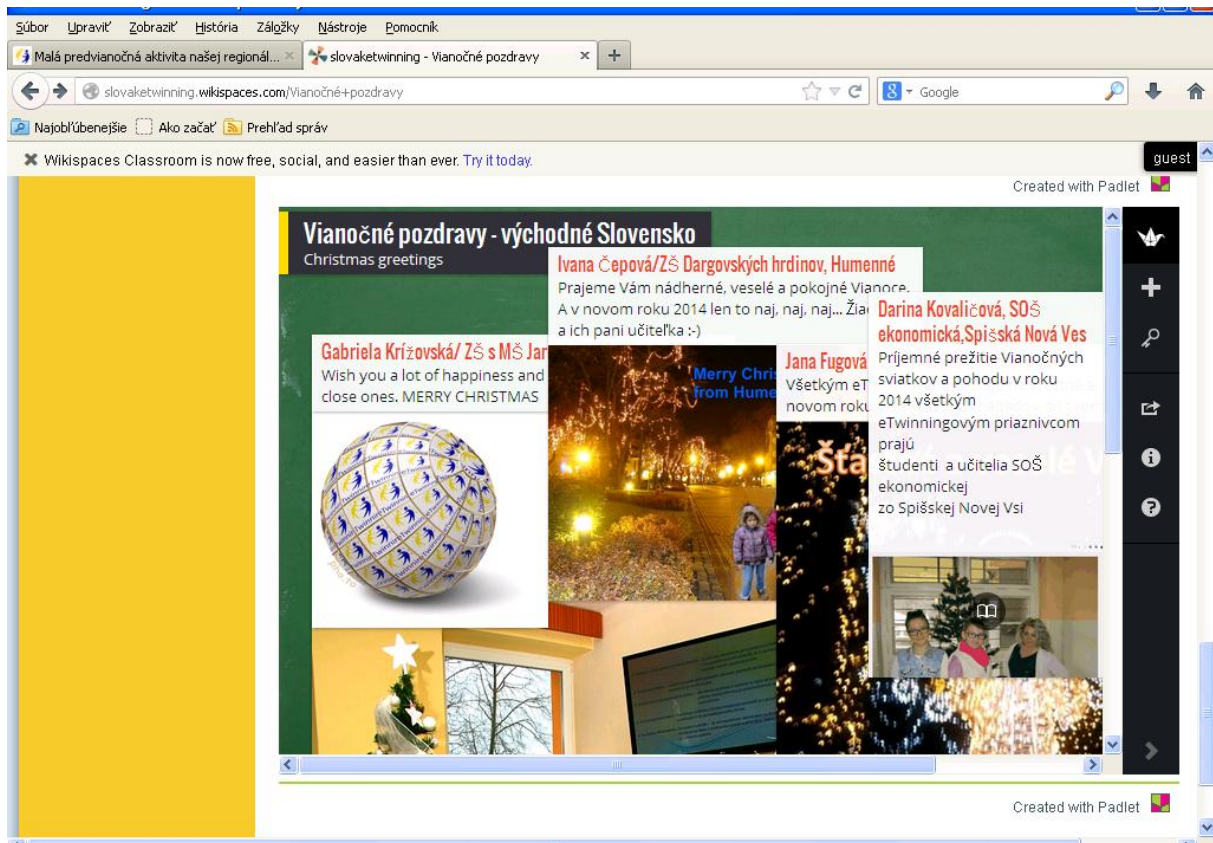 Súbor Upraviť Zobraziť História Záložky Nástroje Pomocník
Malá predvianočná aktivita našej regionál...
slovaketwinning - Vianočné pozdravy
slovaketwinning.wikispaces.com/Vianočné+pozdravy
Google
Najobľúbenejšie Ako začať Prehľad správ
Wikispaces Classroom is now free, social, and easier than ever. Try it today.
guest
Created with Padlet
Vianočné pozdravy - východné Slovensko
Christmas greetings
Ivana Čepová/ZŠ Dargovských hrdinov, Humenné
Prajeme Vám nádherné, veselé a pokojné Vianoce.
A v novom roku 2014 len to naj, naj, naj...
a ich pani učiteľka :-)
Gabriela Krížovská/ ZŠ s MŠ
Wish you a lot of happiness and
close ones. MERRY CHRISTMAS
Merry
from
Jana Fugová
Všetkým
novom roku
Darina Kovaličová, SOŠ
ekonomická,Spišská Nová Ves
Príjemné prežitie Vianočných
sviatkov a pohodu v roku
2014 všetkým
eTwinningovým priaznivcom
prajú
študenti a učitelia SOŠ
ekonomickej
zo Spišskej Novej Vsi
Created with Padlet